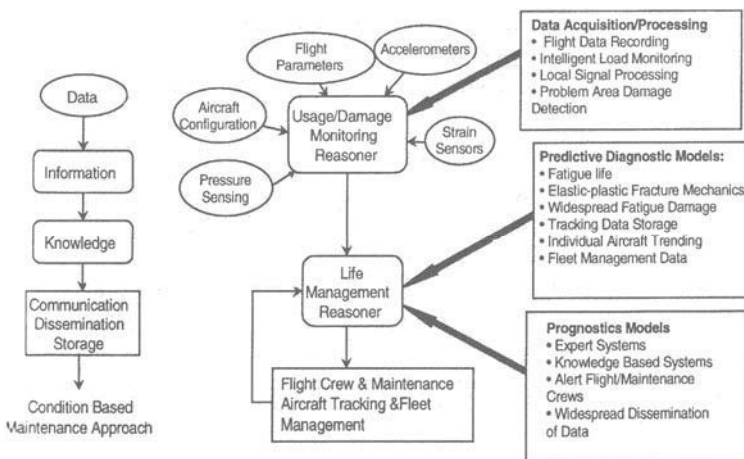 Data
Information
Knowledge
Communication
Dissemination
Storage
Condition Based
Maintenance Approach
Flight
Parameters
Accelerometers
Aircraft
Configuration
Usage/Damage
Monitoring
Reasoner
Strain
Sensors
Pressure
Sensing
Life
Management
Reasoner
Flight Crew & Maintenance
Aircraft Tracking &Fleet
Management
Data Acquisition/Processing
• Flight Data Recording
• Intelligent Load Monitoring
• Local Signal Processing
• Problem Area Damage
Detection
Predictive Diagnostic Models:
• Fatigue life
• Elastic-plastic Fracture Mechanics
• Widespread Fatigue Damage
• Tracking Data Storage
• Individual Aircraft Trending
• Fleet Management Data
Prognostics Models
• Expert Systems
• Knowledge Based Systems
• Alert Flight/Maintenance
Crews
• Widespread Dissemination
of Data